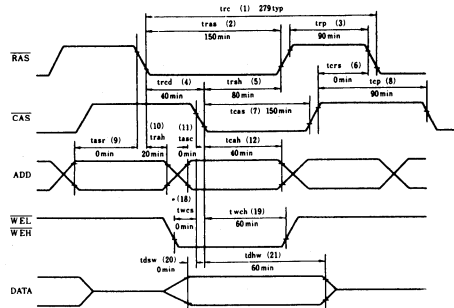 trc (1) 279typ
tras (2)
150min
trp (3)
90min
RAS
trcd (4)
40min
trsh (5)
80min
tcrs (6)
0min
tcp (8)
90min
CAS
tcas (7) 150min
tasr (9)
0min
(10)
trah
20min
(11)
tasc
0min
tcah (12)
60min
ADD
(18)
twcs
0min
twch (19)
60min
WEL
WEH
tdsw (20)
0min
tdhw (21)
60min
DATA